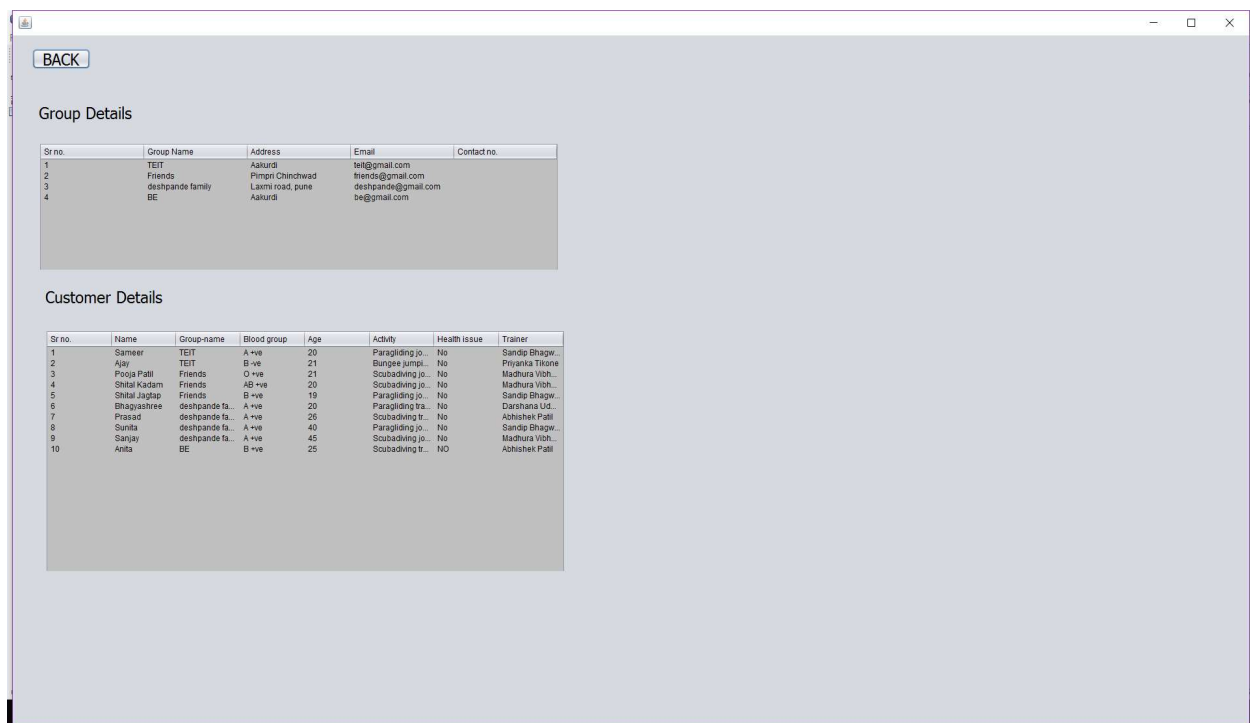 BACK
Group Details
Sr no. Group Name Address Email Contact no.
1 TEIT Aakurdi teit@gmail.com
2 Friends Pimpri Chinchwad friends@gmail.com
3 deshpande family Laxmi road, pune deshpande@gmail.com
4 BE Aakurdi be@gmail.com
Customer Details
Sr no. Name Group-name Blood group Age Activity Health issue Trainer
1 Sameer TEIT A +ve 20 Paragliding jo... No Sandip Bhagw...
2 Ajay TEIT B -ve 21 Bungee jumpi... No Priyanka Tikone
3 Pooja Patil Friends O +ve 21 Scubadiving jo... No Madhura Vibh...
4 Shital Kadam Friends AB +ve 20 Scubadiving jo... No Madhura Vibh...
5 Shital Jagtap Friends B +ve 19 Paragliding jo... No Sandip Bhagw...
6 Bhagyashree deshpande fa... A +ve 20 Paragliding tra... No Darshana Ud...
7 Prasad deshpande fa... A +ve 26 Scubadiving tr... No Abhishek Patil
8 Sunita deshpande fa... A +ve 40 Paragliding jo... No Sandip Bhagw...
9 Sanjay deshpande fa... A +ve 45 Scubadiving jo... No Madhura Vibh...
10 Anita BE B +ve 25 Scubadiving tr... NO Abhishek Patil